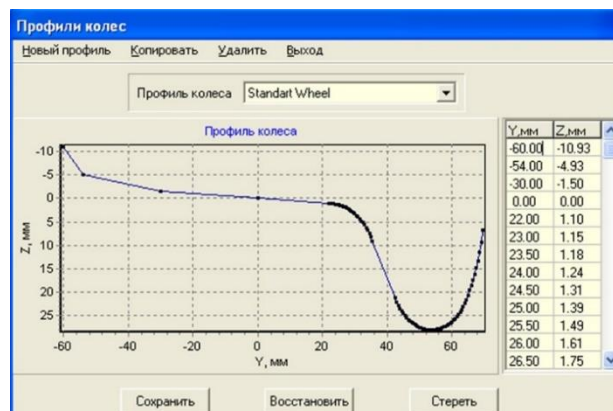 Профили колес
Новый профиль Копировать Удалить Выход
Профиль колеса Standart Wheel
Профиль колеса
Z, мм
-10
-5
0
5
10
15
20
25
-60 -40 -20 0 20 40 60
Y, мм
Y,мм Z,мм
-60.00 -10.93
-54.00 -4.93
-30.00 -1.50
0.00 0.00
22.00 1.10
23.00 1.15
23.50 1.18
24.00 1.24
24.50 1.31
25.00 1.39
25.50 1.49
26.00 1.61
26.50 1.75
Сохранить Восстановить Стереть